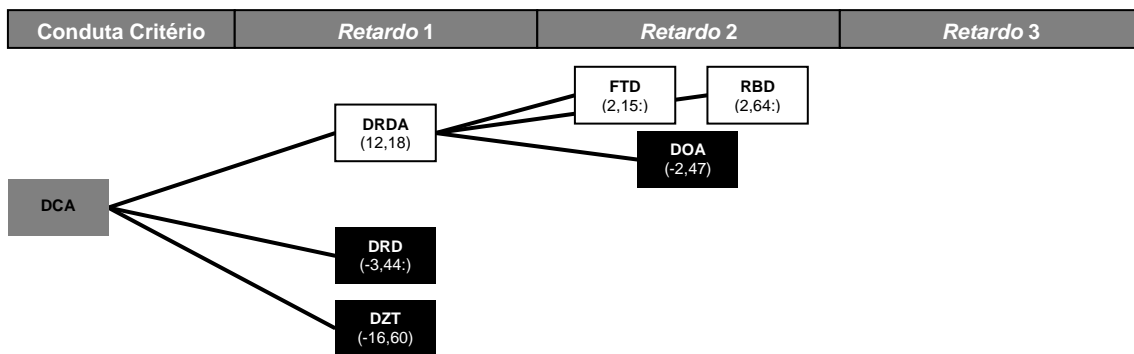 Conduta Critério Retardo 1 Retardo 2 Retardo 3
FTD RBD
(2,15:) (2,64:)
DRDA
(12,18)
DOA
(-2,47)
DCA
DRD
(-3,44:)
DZT
(-16,60)